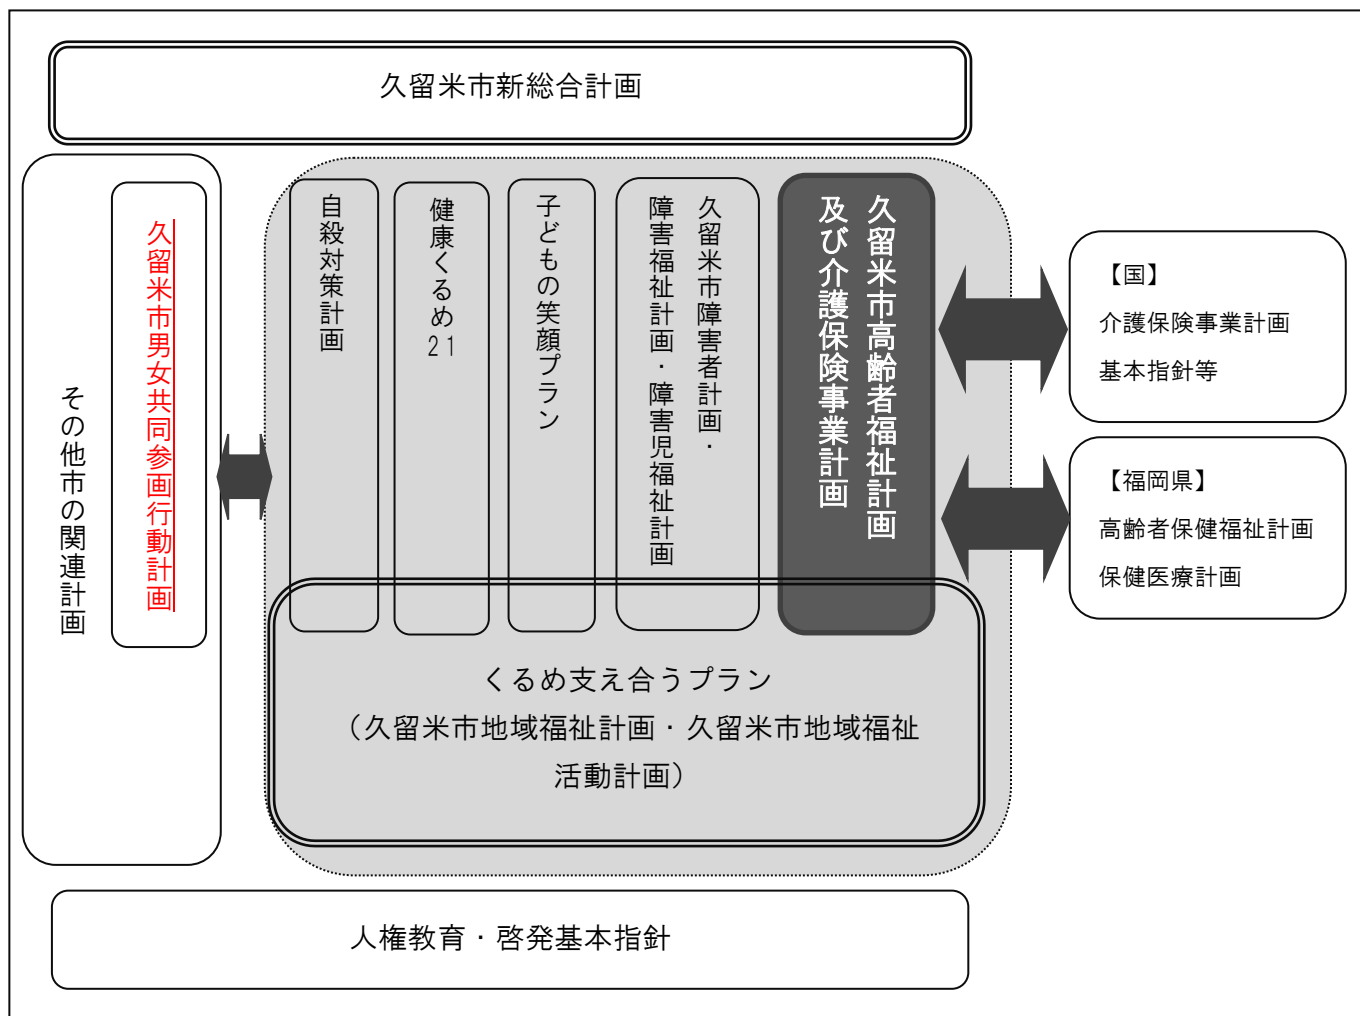 久留米市新総合計画
久留米市男女共同参画行動計画
その他市の関連計画
自殺対策計画
健康くるめ
21
子どもの笑顔プラン
久留米市障害者計画・
障害福祉計画・障害児福祉計画
久留米市高齢者福祉計画
及び介護保険事業計画
【国】
介護保険事業計画
基本指針等
【福岡県】
高齢者保健福祉計画
保健医療計画
くるめ支え合うプラン
（久留米市地域福祉計画・久留米市地域福祉
活動計画）
人権教育・啓発基本指針